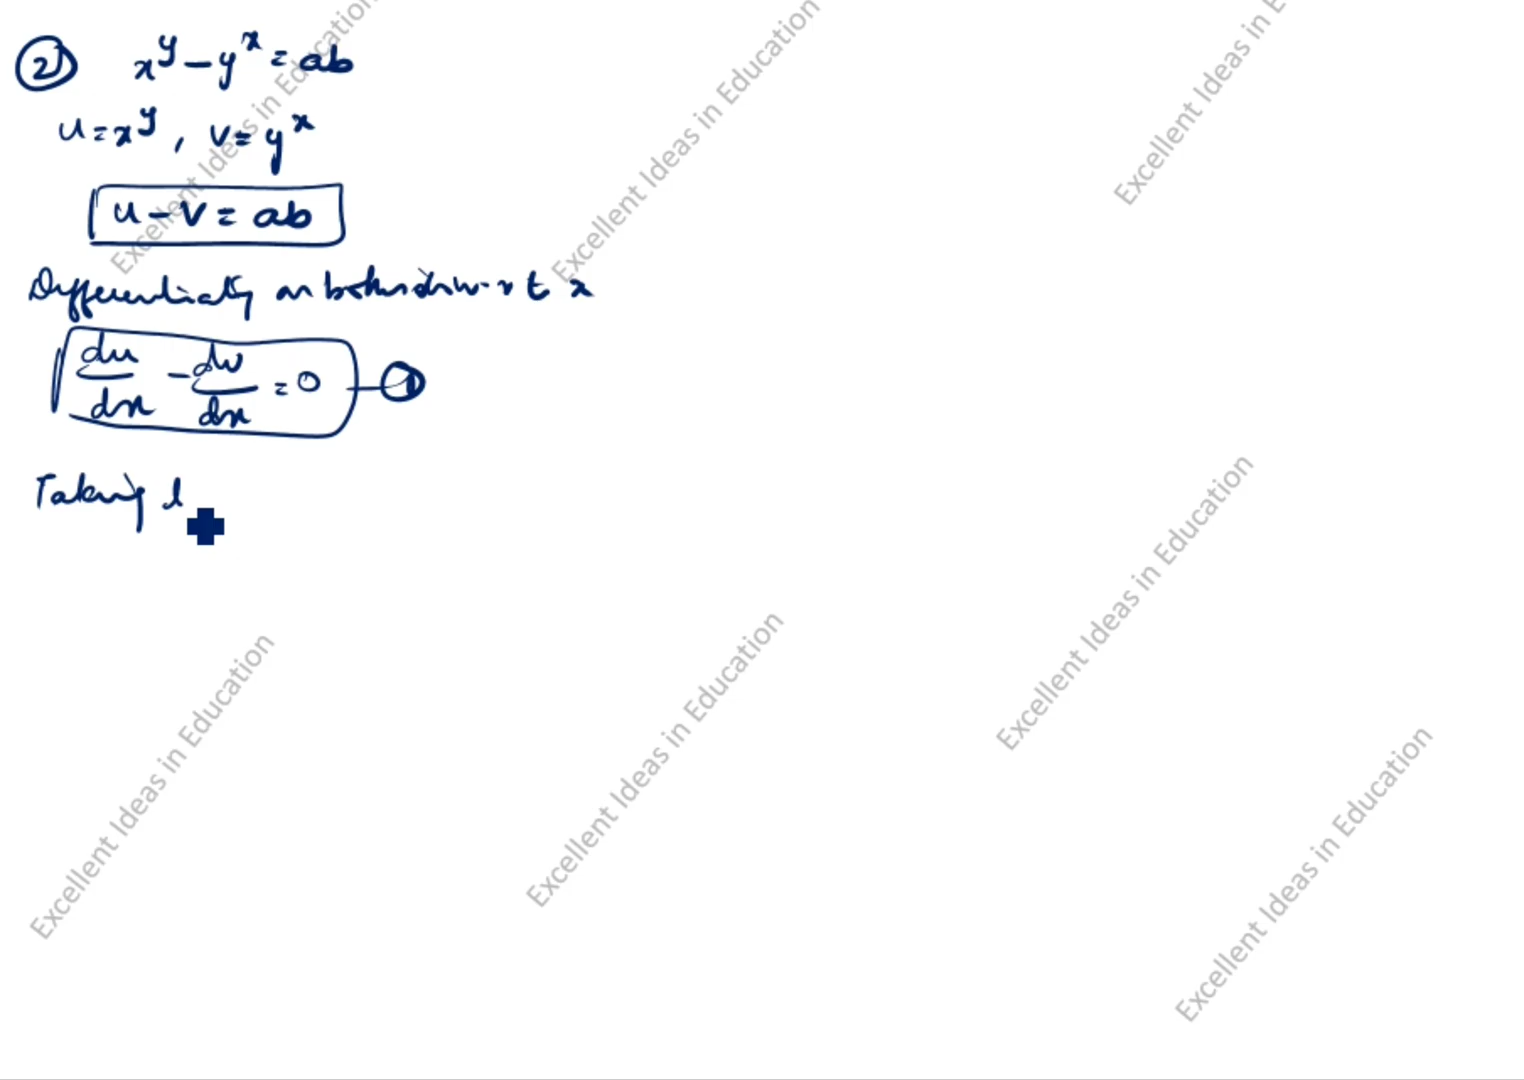 ② x^y - y^x = ab
u = x^y , v = y^x
u - v = ab
Differentiating on both sides w.r.t x
du/dx - dv/dx = 0 — ①
Taking l
Excellent Ideas in Education
Excellent Ideas in Education
Excellent Ideas in E
Excellent Ideas in Education
Excellent Ideas in Education
Excellent Ideas in Education
Excellent Ideas in Education